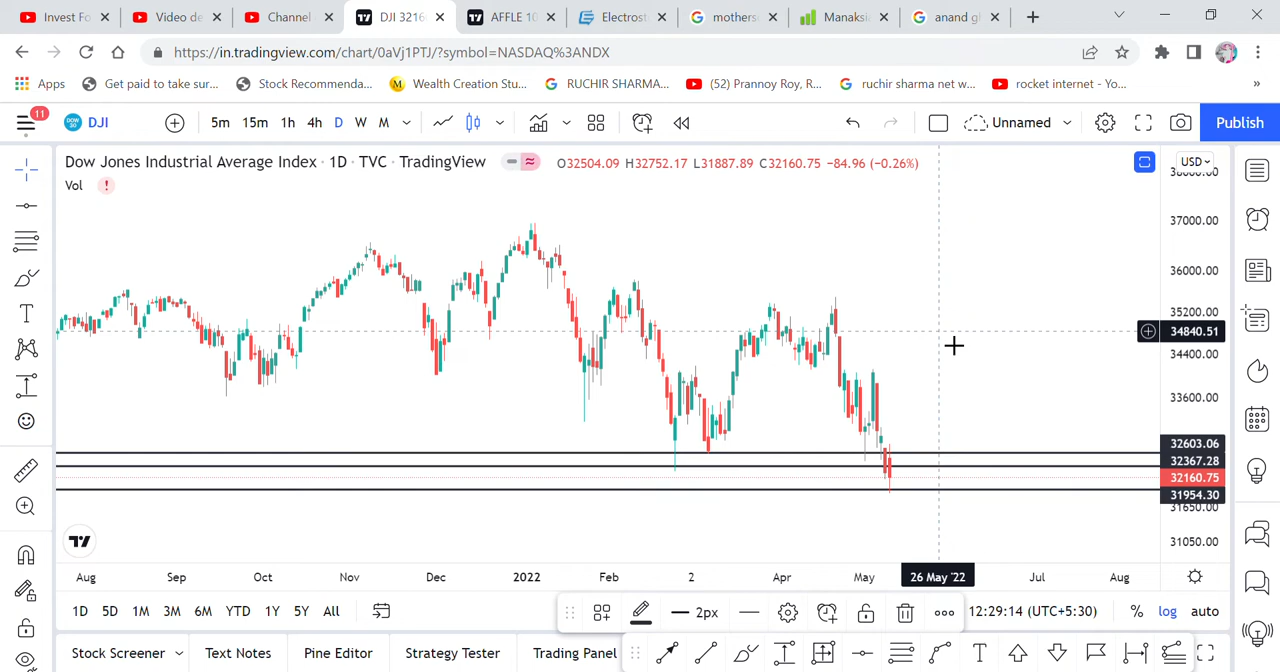 Invest Fo
Video de
Channel
DJI 3216
AFFLE 10
Electrost
mothers
Manaksi
anand gh
https://in.tradingview.com/chart/0aVj1PTJ/?symbol=NASDAQ%3ANDX
Apps
Get paid to take sur...
Stock Recommenda...
Wealth Creation Stu...
RUCHIR SHARMA...
(52) Prannoy Roy, R...
ruchir sharma net w...
rocket internet - Yo...
»
11
DJI
5m 15m 1h 4h D W M
Unnamed
Publish
Dow Jones Industrial Average Index · 1D · TVC · TradingView
O32504.09 H32752.17 L31887.89 C32160.75 −84.96 (−0.26%)
USD
Vol
38000.00
37000.00
36000.00
35200.00
34840.51
34400.00
33600.00
32603.06
32367.28
32160.75
31954.30
31650.00
31050.00
Aug Sep Oct Nov Dec 2022 Feb 2 Apr May 26 May '22 Jul Aug
1D 5D 1M 3M 6M YTD 1Y 5Y All
2px
12:29:14 (UTC+5:30)
% log auto
Stock Screener
Text Notes
Pine Editor
Strategy Tester
Trading Panel